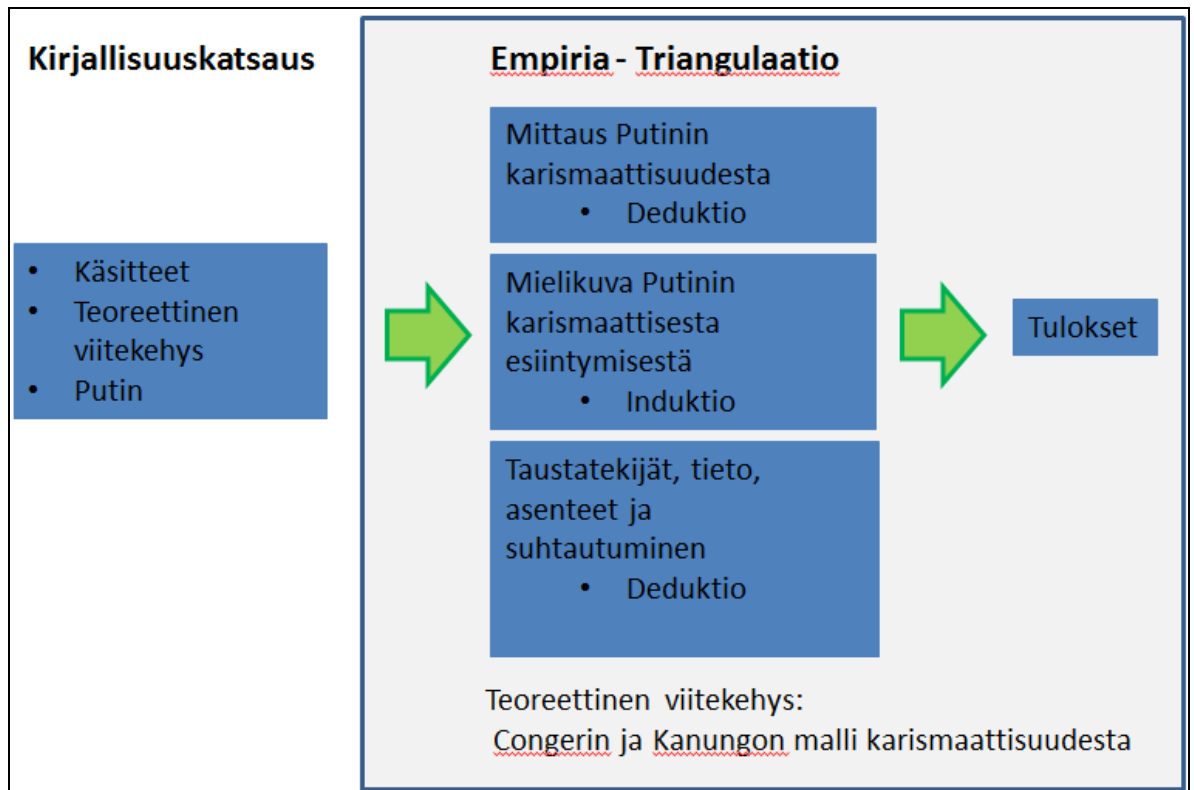 Kirjallisuuskatsaus
• Käsitteet
• Teoreettinen
viitekehys
• Putin
Empiria - Triangulaatio
Mittaus Putinin
karismaattisuudesta
• Deduktio
Mielikuva Putinin
karismaattisesta
esiintymisestä
• Induktio
Taustatekijät, tieto,
asenteet ja
suhtautuminen
• Deduktio
Teoreettinen viitekehys:
Congerin ja Kanungon malli karismaattisuudesta
Tulokset